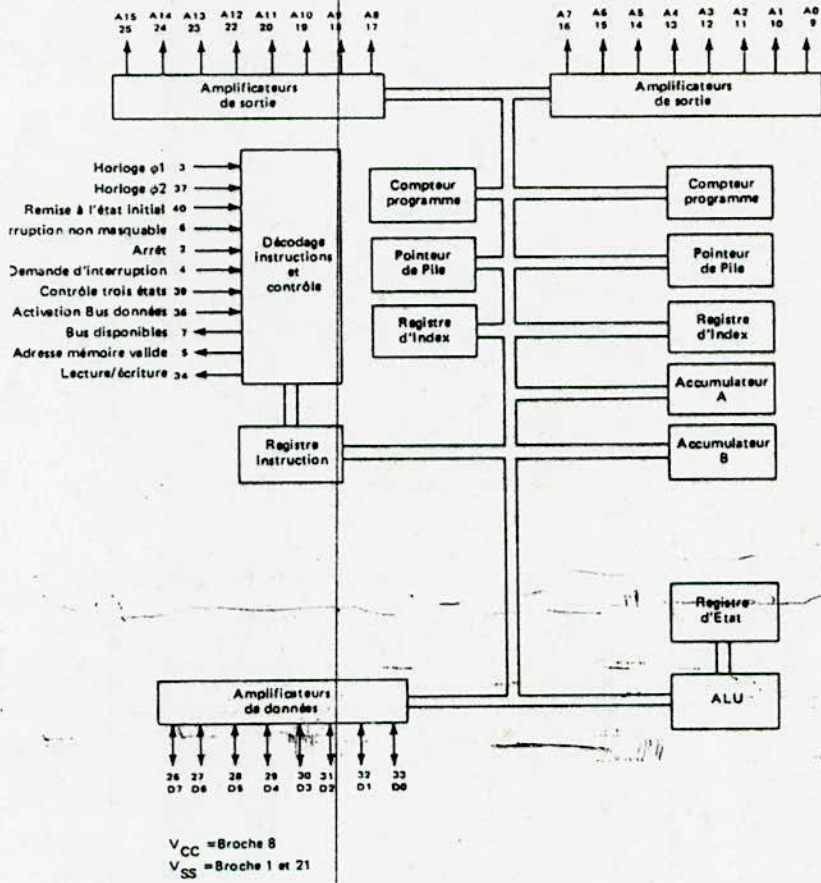 A15 A14 A13 A12 A11 A10 A9 A8
25 24 23 22 20 19 18 17
A7 A6 A5 A4 A3 A2 A1 A0
16 15 14 13 12 11 10 9
Amplificateurs
de sortie
Amplificateurs
de sortie
Horloge φ1 3
Horloge φ2 37
Remise à l'état initial 40
rruption non masquable 6
Arrêt 2
Demande d'interruption 4
Contrôle trois états 39
Activation Bus données 36
Bus disponibles 7
Adresse mémoire valide 5
Lecture/écriture 34
Décodage
instructions
et
contrôle
Compteur
programme
Pointeur
de Pile
Registre
d'Index
Compteur
programme
Pointeur
de Pile
Registre
d'Index
Accumulateur
A
Registre
Instruction
Accumulateur
B
Registre
d'Etat
ALU
Amplificateurs
de données
26 27 28 29 30 31 32 33
D7 D6 D5 D4 D3 D2 D1 D0
VCC = Broche 8
VSS = Broche 1 et 21